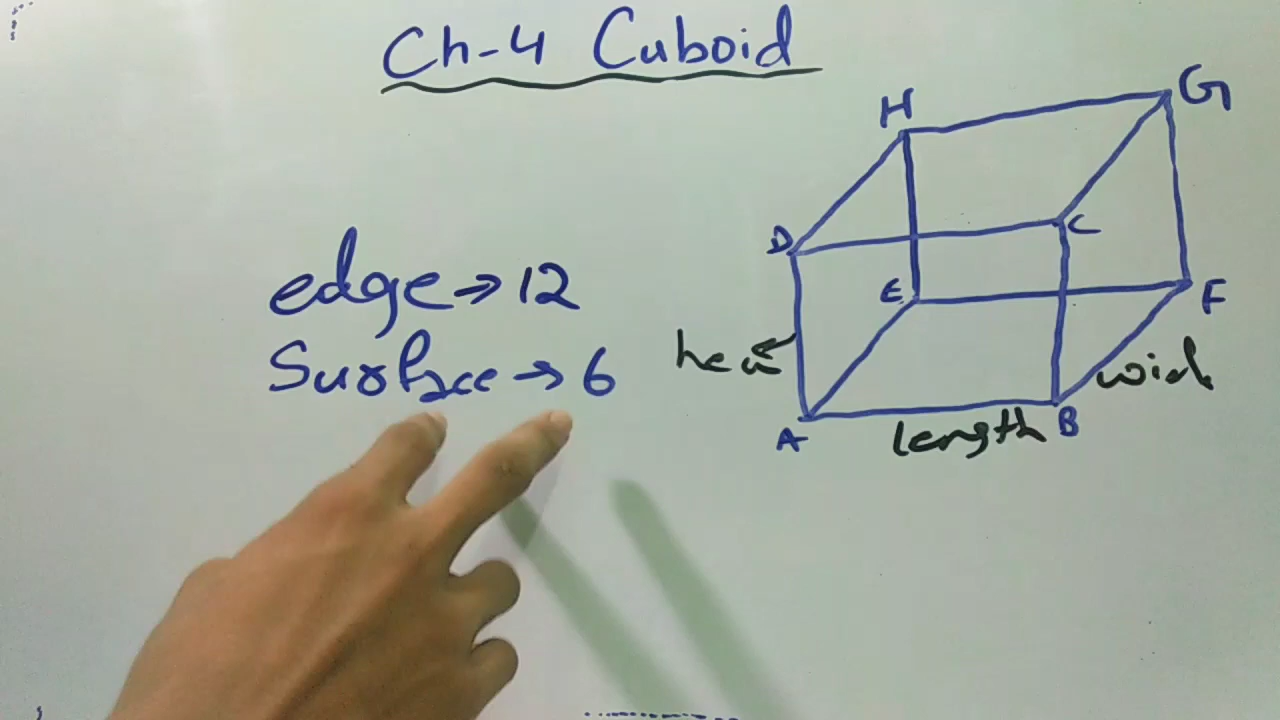 Ch-4 Cuboid
H
G
D
C
edge → 12
E
F
Surface → 6
A
length
B